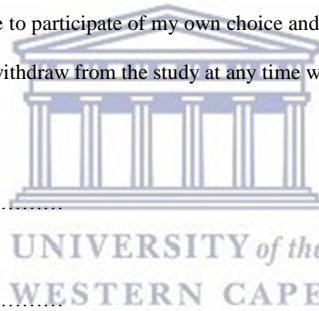 e to participate of my own choice and
withdraw from the study at any time w
…………
UNIVERSITY of the
…………
WESTERN CAPE